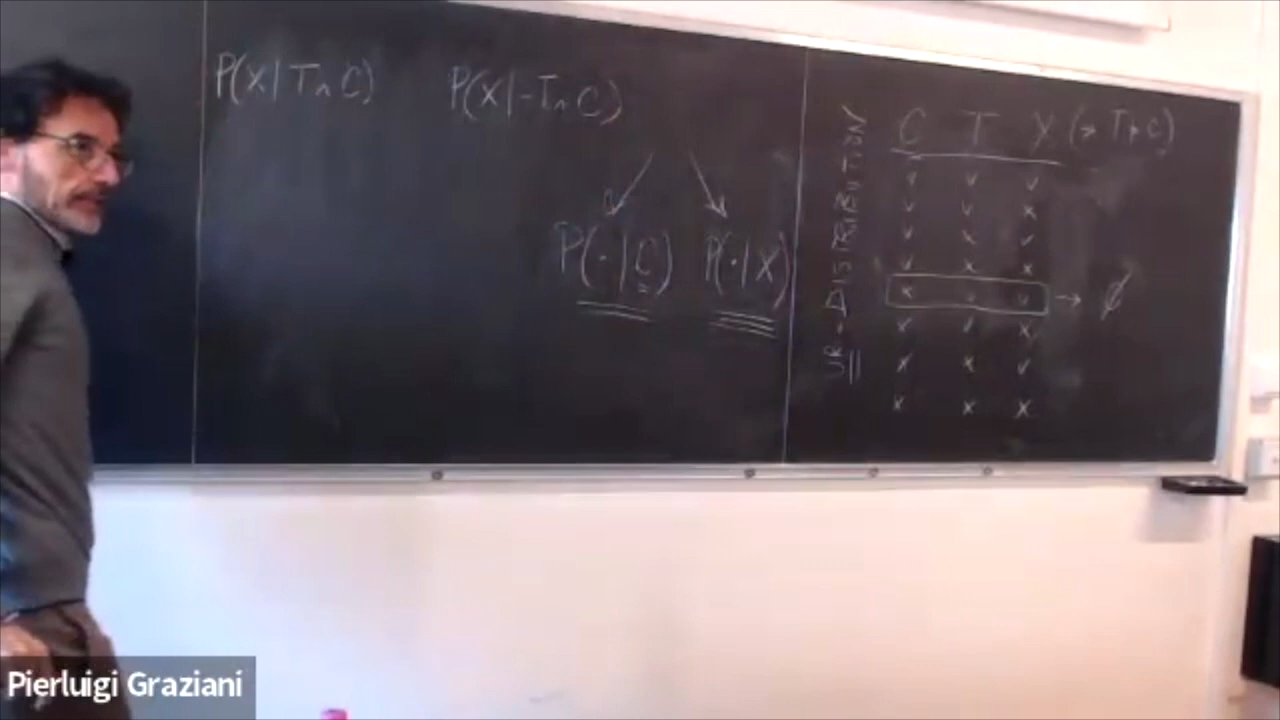 P(X|T∧C) P(X|-T∧C)
P(·|C) P(·|X)
UR-DISTRIBUTION
C T X
v v v
v v x
v x v
v x x
x v v → ∅
x v x
x x v
x x x
Pierluigi Graziani